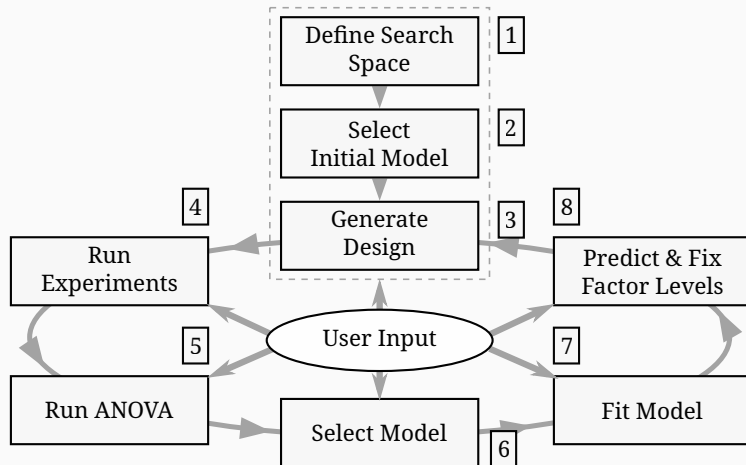 Define Search
Space
1
Select
Initial Model
2
Generate
Design
3
4
Run
Experiments
8
Predict & Fix
Factor Levels
User Input
5
Run ANOVA
Select Model
6
7
Fit Model